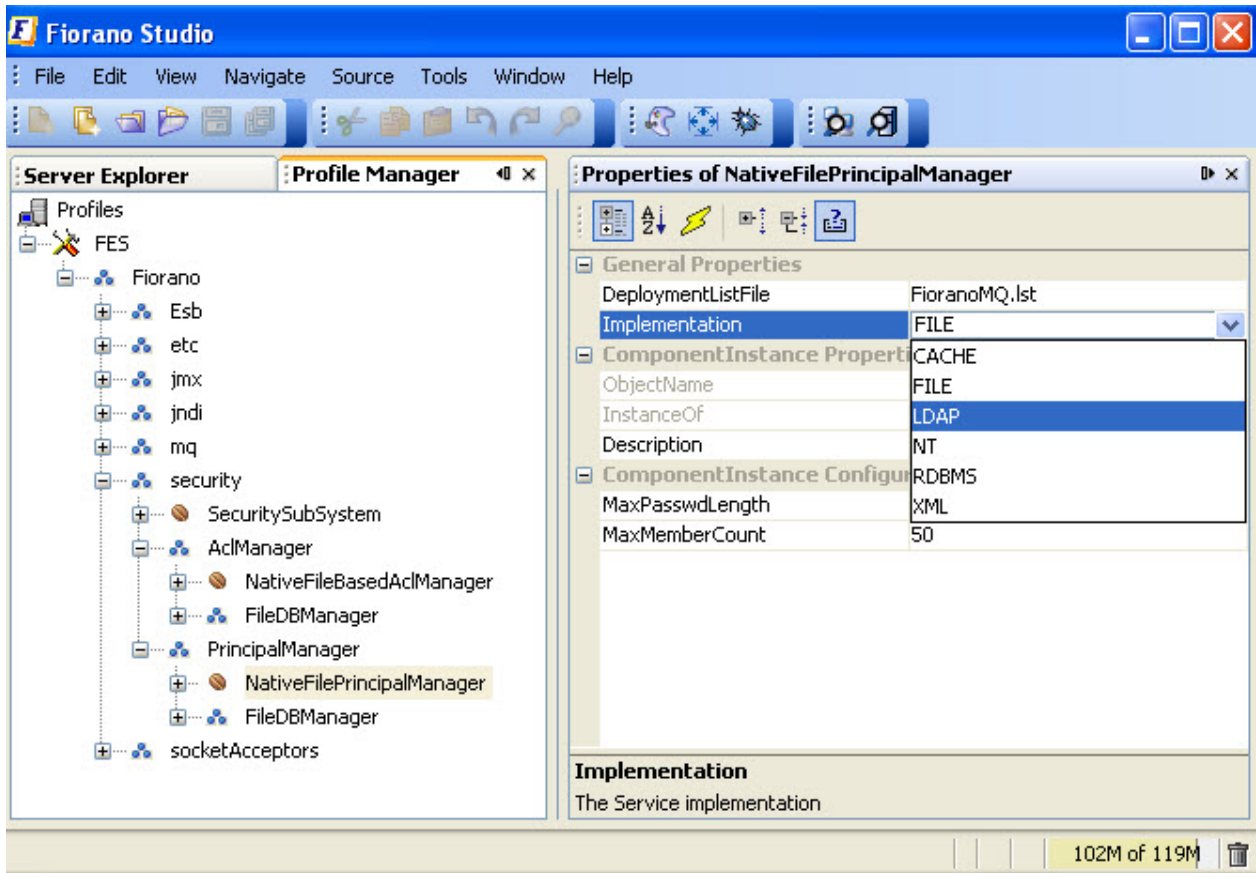 Fiorano Studio
File Edit View Navigate Source Tools Window Help
Server Explorer
Profile Manager
Profiles
FES
Fiorano
Esb
etc
jmx
jndi
mq
security
SecuritySubSystem
AclManager
NativeFileBasedAclManager
FileDBManager
PrincipalManager
NativeFilePrincipalManager
FileDBManager
socketAcceptors
Properties of NativeFilePrincipalManager
General Properties
DeploymentListFile FioranoMQ.lst
Implementation FILE
ComponentInstance Properti
ObjectName
InstanceOf
Description
ComponentInstance Configur
MaxPasswdLength
MaxMemberCount 50
CACHE
FILE
LDAP
NT
RDBMS
XML
Implementation
The Service implementation
102M of 119M